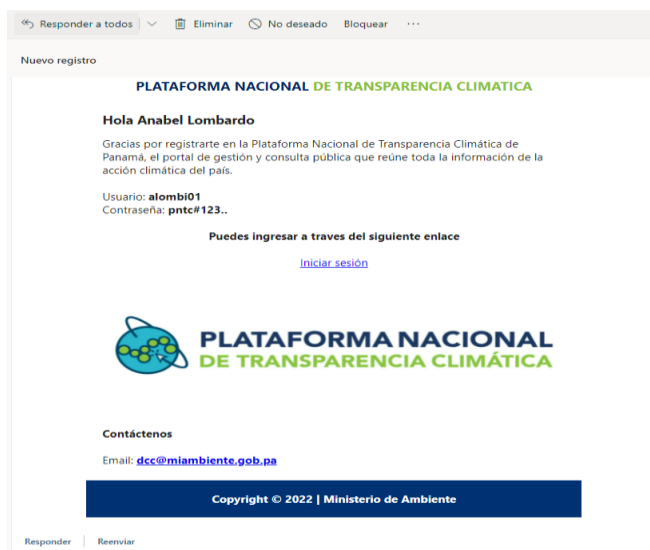 Responder a todos Eliminar No deseado Bloquear ...
Nuevo registro
PLATAFORMA NACIONAL DE TRANSPARENCIA CLIMATICA
Hola Anabel Lombardo
Gracias por registrarte en la Plataforma Nacional de Transparencia Climática de
Panamá, el portal de gestión y consulta pública que reúne toda la información de la
acción climática del país.
Usuario: alombi01
Contraseña: pntc#123..
Puedes ingresar a traves del siguiente enlace
Iniciar sesión
PLATAFORMA NACIONAL
DE TRANSPARENCIA CLIMÁTICA
Contáctenos
Email: dcc@miambiente.gob.pa
Copyright © 2022 | Ministerio de Ambiente
Responder Reenviar